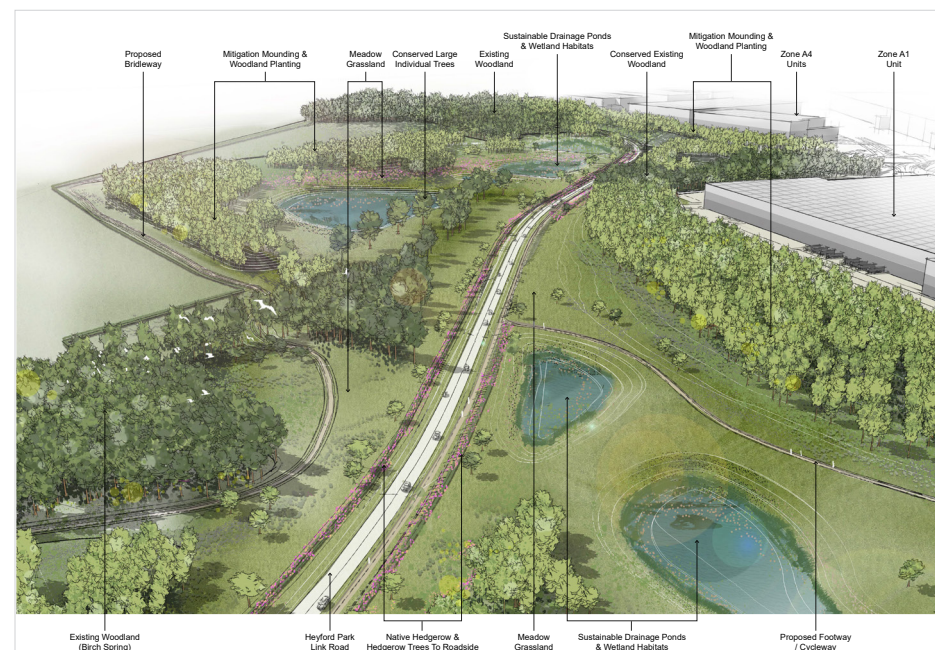 Sustainable Drainage Ponds
& Wetland Habitats
Mitigation Mounding &
Woodland Planting
Proposed
Bridleway
Mitigation Mounding &
Woodland Planting
Meadow
Grassland
Conserved Large
Individual Trees
Existing
Woodland
Conserved Existing
Woodland
Zone A4
Units
Zone A1
Unit
Existing Woodland
(Birch Spring)
Heyford Park
Link Road
Native Hedgerow &
Hedgerow Trees To Roadside
Meadow
Grassland
Sustainable Drainage Ponds
& Wetland Habitats
Proposed Footway
/ Cycleway